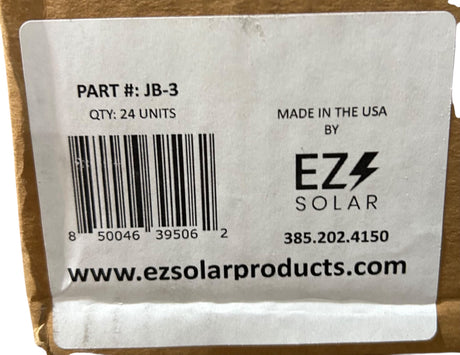 PART #: JB-3
QTY: 24 UNITS
8 50046 39506 2
MADE IN THE USA
BY
EZ
SOLAR
385.202.4150
www.ezsolarproducts.com